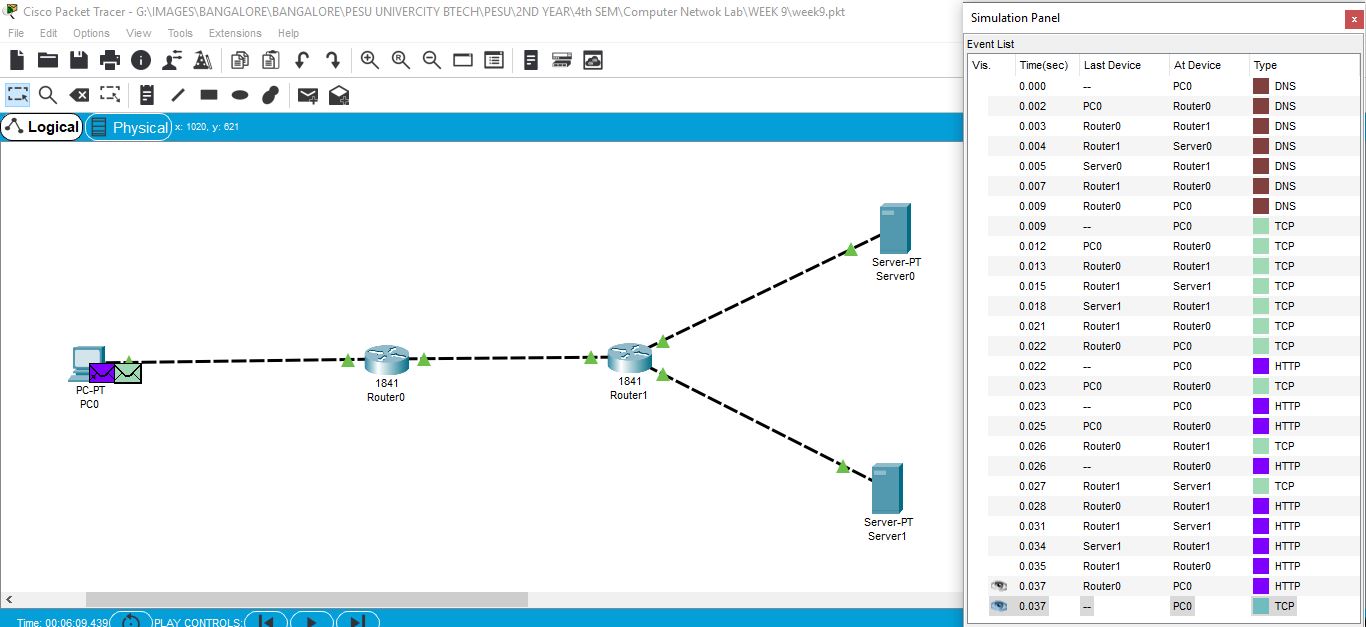 Cisco Packet Tracer - G:\IMAGES\BANGALORE\BANGALORE\PESU UNIVERCITY BTECH\PESU\2ND YEAR\4th SEM\Computer Netwok Lab\WEEK 9\week9.pkt
File Edit Options View Tools Extensions Help
Logical Physical x: 1020, y: 621
Server-PT
Server0
PC-PT
PC0
1841
Router0
1841
Router1
Server-PT
Server1
Time: 00:06:09.439 PLAY CONTROLS:
Simulation Panel
Event List
Vis. Time(sec) Last Device At Device Type
0.000 -- PC0 DNS
0.002 PC0 Router0 DNS
0.003 Router0 Router1 DNS
0.004 Router1 Server0 DNS
0.005 Server0 Router1 DNS
0.007 Router1 Router0 DNS
0.009 Router0 PC0 DNS
0.009 -- PC0 TCP
0.012 PC0 Router0 TCP
0.013 Router0 Router1 TCP
0.015 Router1 Server1 TCP
0.018 Server1 Router1 TCP
0.021 Router1 Router0 TCP
0.022 Router0 PC0 TCP
0.022 -- PC0 HTTP
0.023 PC0 Router0 TCP
0.023 -- PC0 HTTP
0.025 PC0 Router0 HTTP
0.026 Router0 Router1 TCP
0.026 -- Router0 HTTP
0.027 Router1 Server1 TCP
0.028 Router0 Router1 HTTP
0.031 Router1 Server1 HTTP
0.034 Server1 Router1 HTTP
0.035 Router1 Router0 HTTP
0.037 Router0 PC0 HTTP
0.037 -- PC0 TCP